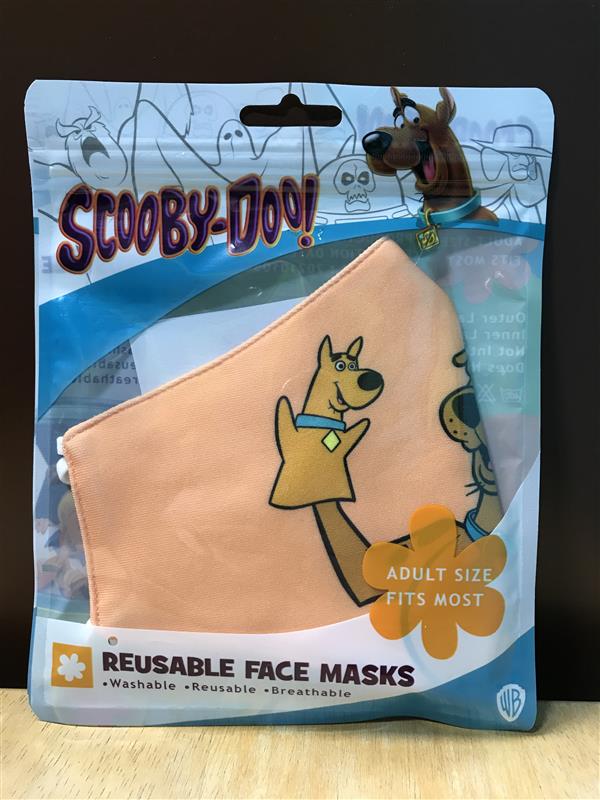 SCOOBY-DOO!
ADULT SIZE
FITS MOST
REUSABLE FACE MASKS
•Washable •Reusable •Breathable
WB